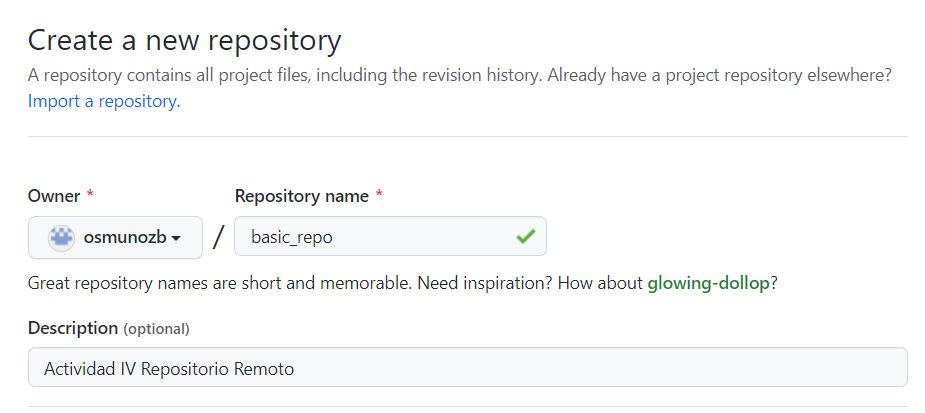 Create a new repository
A repository contains all project files, including the revision history. Already have a project repository elsewhere?
Import a repository.
Owner * Repository name *
osmunozb / basic_repo
Great repository names are short and memorable. Need inspiration? How about glowing-dollop?
Description (optional)
Actividad IV Repositorio Remoto